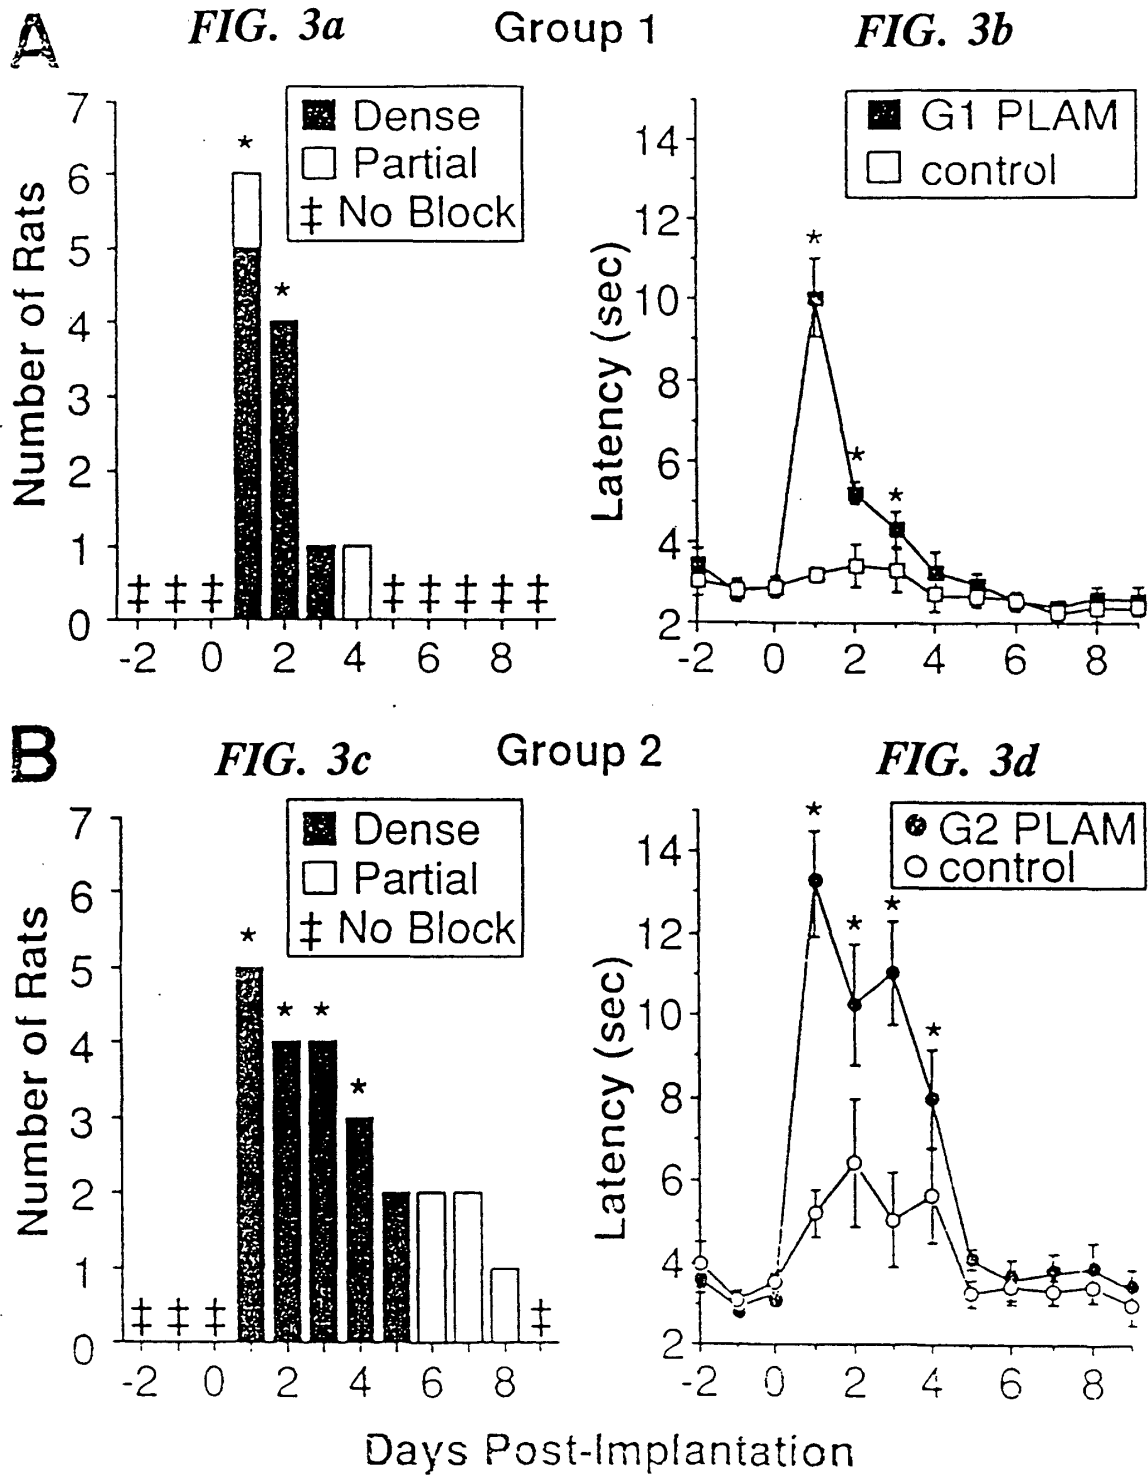 A FIG. 3a Group 1 FIG. 3b
Dense
Partial
‡ No Block
Number of Rats
7
6
5
4
3
2
1
0
* *
‡ ‡ ‡ ‡ ‡ ‡ ‡ ‡
-2 0 2 4 6 8
G1 PLAM
control
Latency (sec)
14
12
10
8
6
4
2
* * *
-2 0 2 4 6 8
B FIG. 3c Group 2 FIG. 3d
Dense
Partial
‡ No Block
Number of Rats
7
6
5
4
3
2
1
0
* * * *
‡ ‡ ‡ ‡
-2 0 2 4 6 8
G2 PLAM
control
Latency (sec)
14
12
10
8
6
4
2
* * * *
-2 0 2 4 6 8
Days Post-Implantation